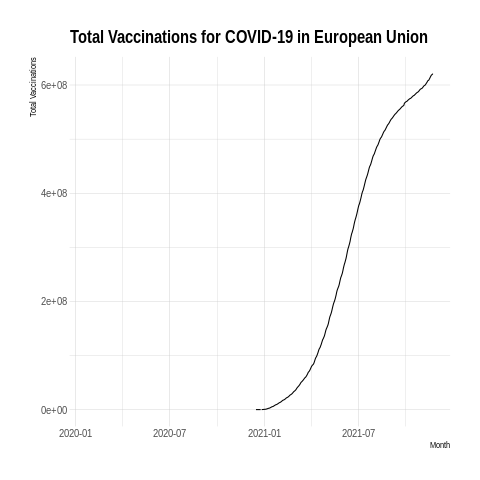 Total Vaccinations for COVID-19 in European Union
Total Vaccinations
6e+08
4e+08
2e+08
0e+00
2020-01 2020-07 2021-01 2021-07
Month